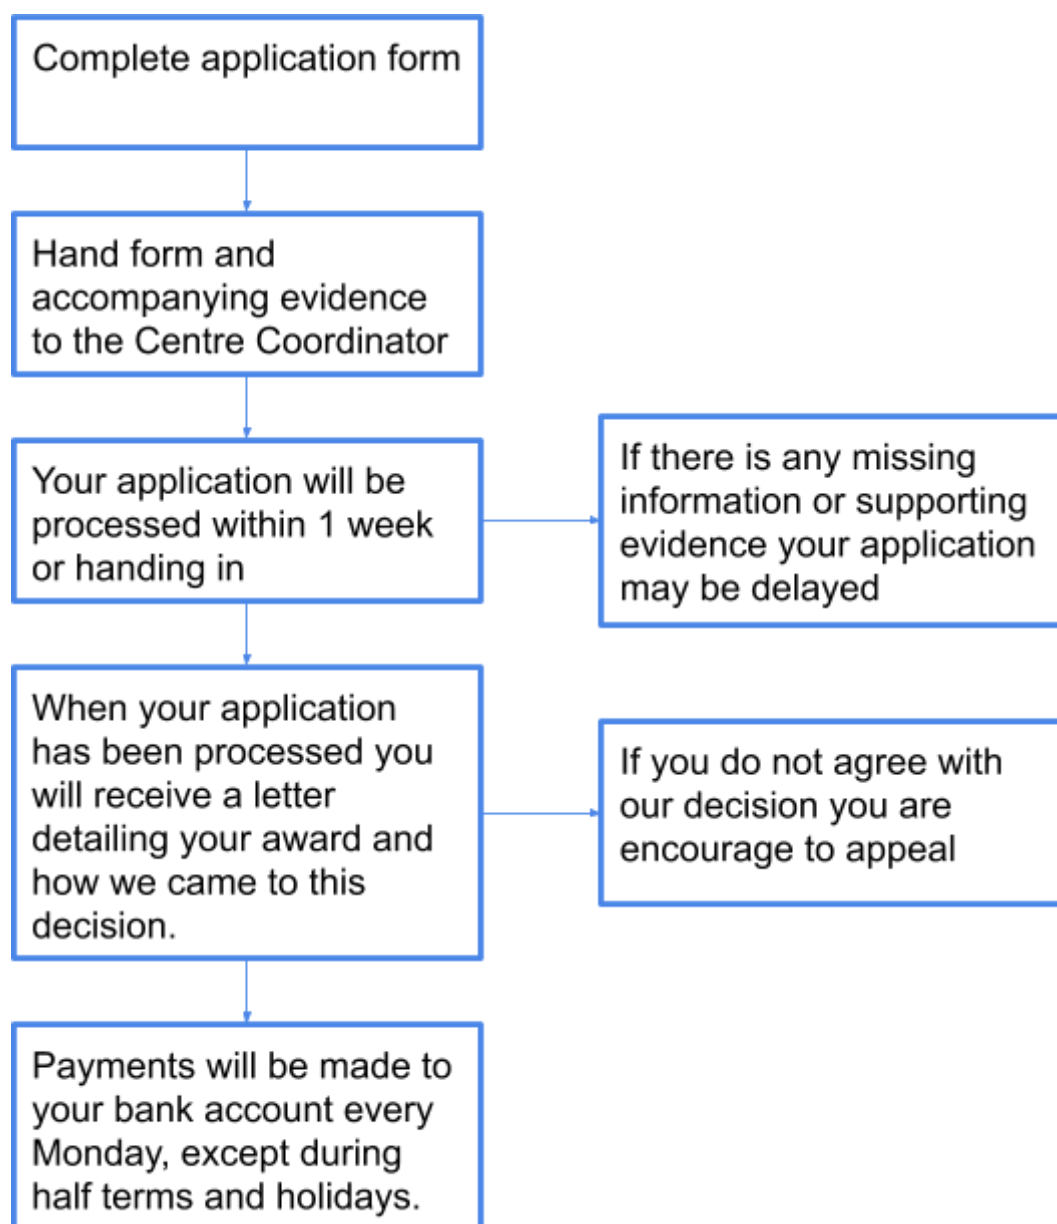 Complete application form
Hand form and
accompanying evidence
to the Centre Coordinator
Your application will be
processed within 1 week
or handing in
If there is any missing
information or supporting
evidence your application
may be delayed
When your application
has been processed you
will receive a letter
detailing your award and
how we came to this
decision.
If you do not agree with
our decision you are
encourage to appeal
Payments will be made to
your bank account every
Monday, except during
half terms and holidays.